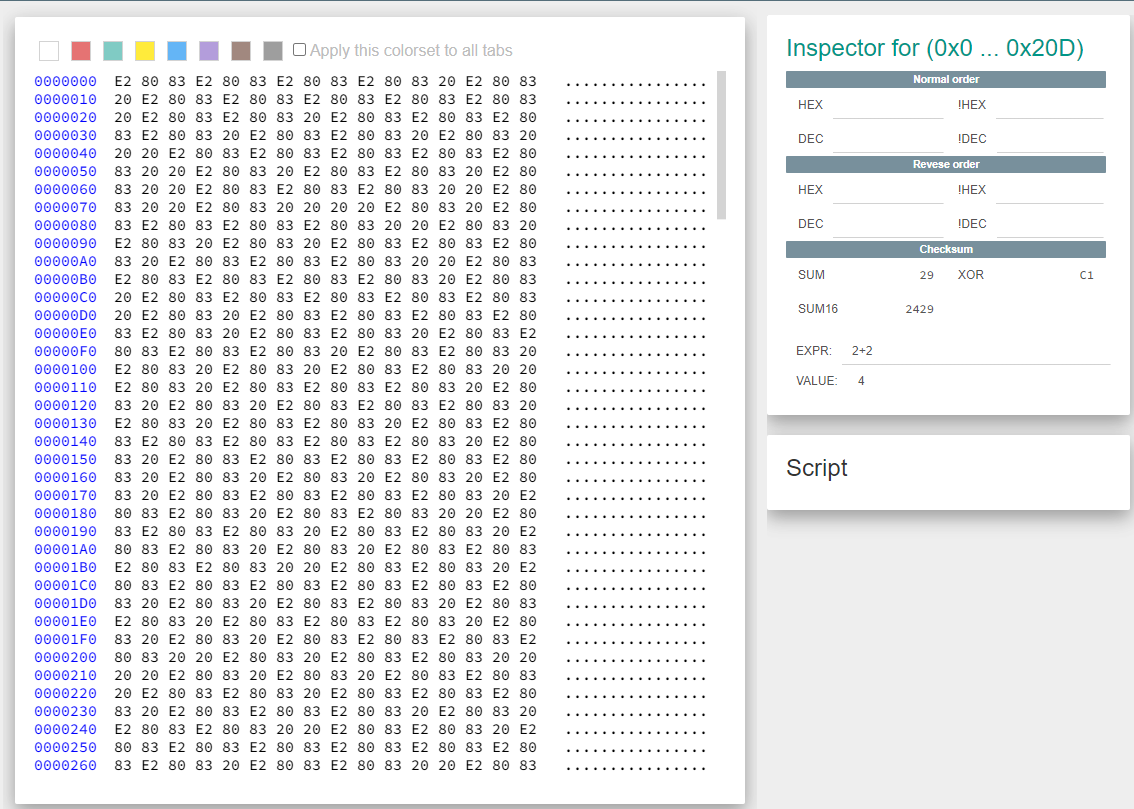 Apply this colorset to all tabs
0000000 E2 80 83 E2 80 83 E2 80 83 E2 80 83 20 E2 80 83 ................
0000010 20 E2 80 83 E2 80 83 E2 80 83 E2 80 83 E2 80 83 ................
0000020 20 E2 80 83 E2 80 83 20 E2 80 83 E2 80 83 E2 80 ................
0000030 83 E2 80 83 20 E2 80 83 E2 80 83 20 E2 80 83 20 ................
0000040 20 20 E2 80 83 E2 80 83 E2 80 83 20 E2 80 83 E2 80 ................
0000050 83 20 20 E2 80 83 20 E2 80 83 E2 80 83 20 E2 80 ................
0000060 83 20 20 E2 80 83 E2 80 83 E2 80 83 20 20 E2 80 ................
0000070 83 20 20 E2 80 83 20 20 20 20 E2 80 83 20 E2 80 ................
0000080 83 E2 80 83 E2 80 83 E2 80 83 20 20 E2 80 83 20 ................
0000090 E2 80 83 20 E2 80 83 20 E2 80 83 E2 80 83 E2 80 ................
00000A0 83 20 E2 80 83 E2 80 83 E2 80 83 20 20 E2 80 83 ................
00000B0 E2 80 83 E2 80 83 E2 80 83 E2 80 83 20 E2 80 83 ................
00000C0 20 E2 80 83 E2 80 83 E2 80 83 E2 80 83 E2 80 83 ................
00000D0 20 E2 80 83 20 E2 80 83 E2 80 83 E2 80 83 E2 80 ................
00000E0 83 E2 80 83 20 E2 80 83 E2 80 83 20 E2 80 83 E2 ................
00000F0 80 83 E2 80 83 E2 80 83 20 E2 80 83 E2 80 83 20 ................
0000100 E2 80 83 20 E2 80 83 20 E2 80 83 E2 80 83 20 20 ................
0000110 E2 80 83 20 E2 80 83 E2 80 83 E2 80 83 E2 80 83 ................
0000120 83 20 E2 80 83 20 E2 80 83 E2 80 83 E2 80 83 20 ................
0000130 E2 80 83 20 E2 80 83 E2 80 83 20 E2 80 83 E2 80 ................
0000140 83 E2 80 83 E2 80 83 E2 80 83 E2 80 83 20 E2 80 ................
0000150 83 20 E2 80 83 E2 80 83 E2 80 83 E2 80 83 E2 80 ................
0000160 83 20 E2 80 83 20 E2 80 83 20 E2 80 83 20 E2 80 ................
0000170 83 20 E2 80 83 E2 80 83 E2 80 83 E2 80 83 20 E2 ................
0000180 80 83 E2 80 83 20 E2 80 83 E2 80 83 20 20 E2 80 ................
0000190 83 E2 80 83 E2 80 83 20 E2 80 83 E2 80 83 20 E2 ................
00001A0 80 83 E2 80 83 20 E2 80 83 20 E2 80 83 E2 80 83 ................
00001B0 E2 80 83 E2 80 83 20 20 E2 80 83 E2 80 83 20 E2 ................
00001C0 80 83 E2 80 83 E2 80 83 E2 80 83 E2 80 83 E2 80 ................
00001D0 83 20 E2 80 83 20 E2 80 83 E2 80 83 20 E2 80 83 ................
00001E0 E2 80 83 20 E2 80 83 E2 80 83 E2 80 83 20 E2 80 ................
00001F0 83 20 E2 80 83 20 E2 80 83 E2 80 83 E2 80 83 E2 ................
0000200 80 83 20 20 E2 80 83 20 E2 80 83 E2 80 83 20 20 ................
0000210 20 20 E2 80 83 20 E2 80 83 20 E2 80 83 E2 80 83 ................
0000220 20 E2 80 83 E2 80 83 20 E2 80 83 E2 80 83 E2 80 ................
0000230 83 20 E2 80 83 E2 80 83 E2 80 83 20 E2 80 83 20 ................
0000240 E2 80 83 E2 80 83 20 20 E2 80 83 E2 80 83 20 E2 ................
0000250 80 83 E2 80 83 E2 80 83 E2 80 83 E2 80 83 E2 80 ................
0000260 83 E2 80 83 20 E2 80 83 E2 80 83 20 20 E2 80 83 ................
Inspector for (0x0 ... 0x20D)
Normal order
HEX !HEX
DEC !DEC
Revese order
HEX !HEX
DEC !DEC
Checksum
SUM 29 XOR C1
SUM16 2429
EXPR: 2+2
VALUE: 4
Script